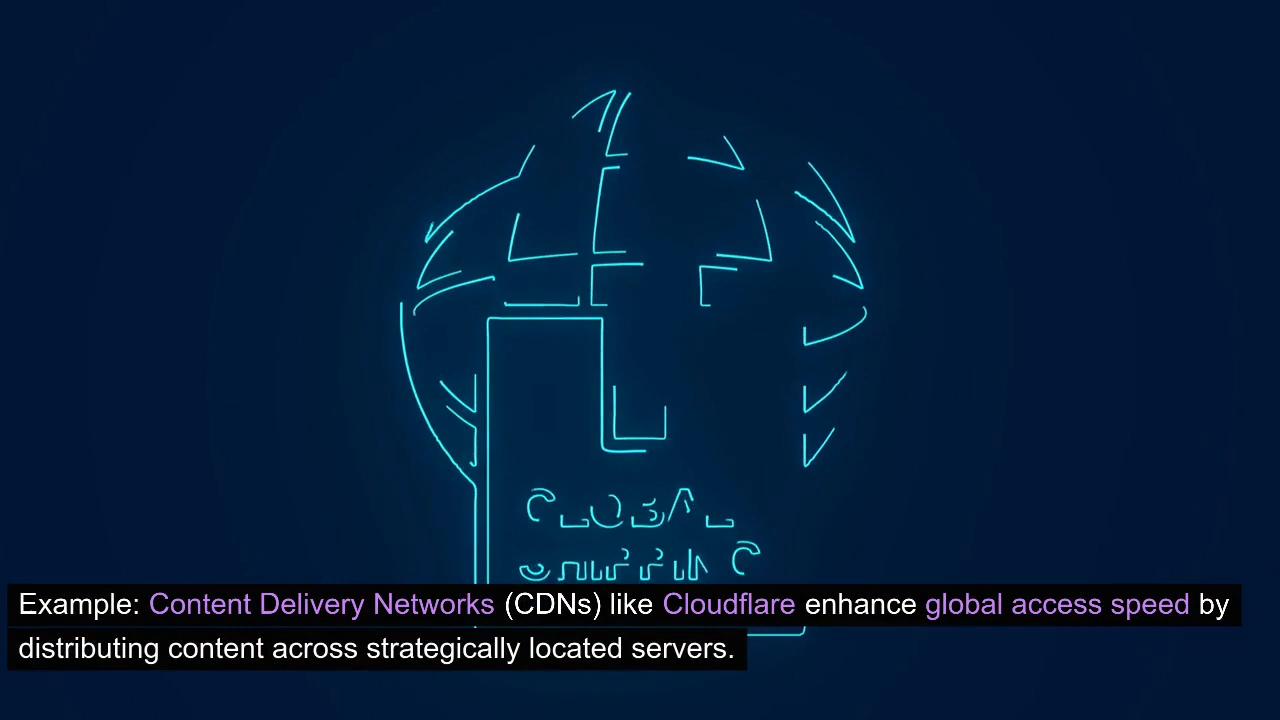 Example: Content Delivery Networks (CDNs) like Cloudflare enhance global access speed by
distributing content across strategically located servers.